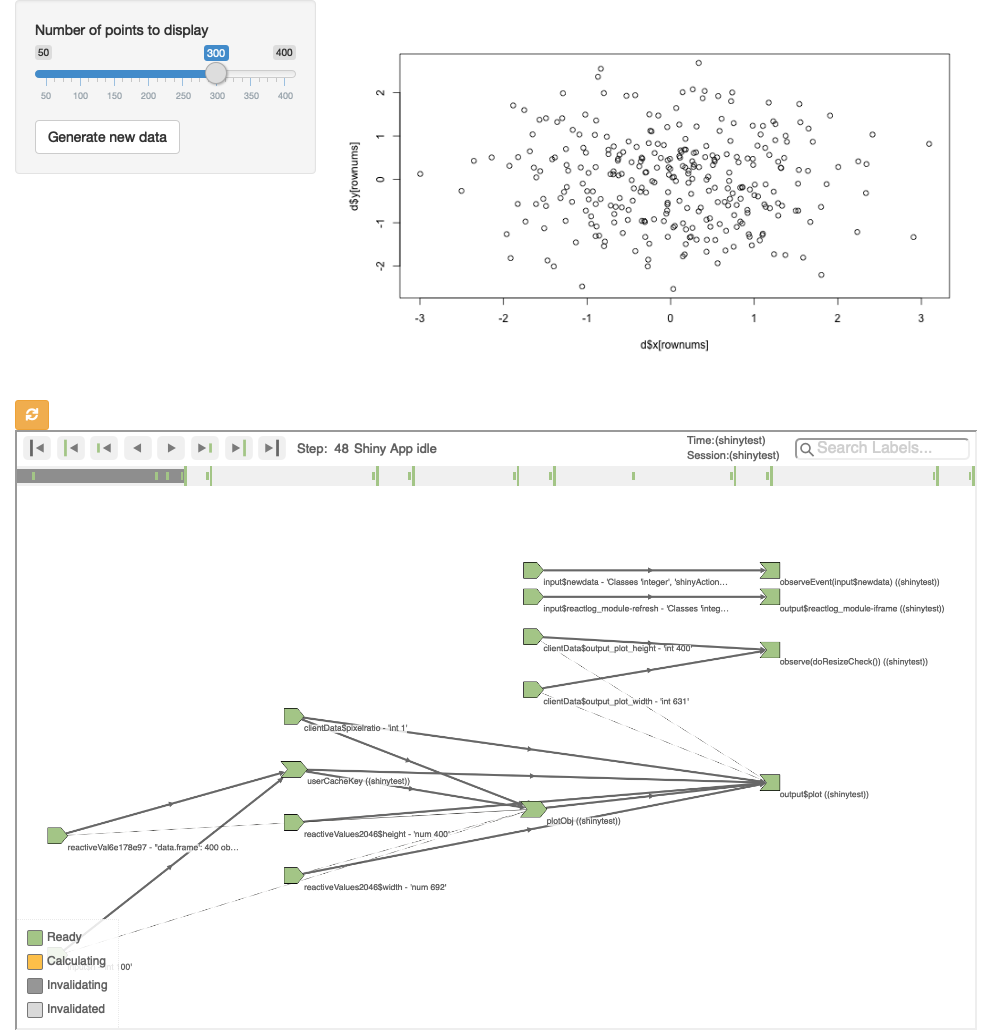 Number of points to display
50 300 400
50 100 150 200 250 300 350 400
Generate new data
d$y[rownums]
2
1
0
-1
-2
-3 -2 -1 0 1 2 3
d$x[rownums]
Step: 48 Shiny App idle
Time:(shinytest)
Session:(shinytest)
Search Labels...
input$newdata - 'Classes 'integer', 'shinyAction...
observeEvent(input$newdata) ((shinytest))
input$reactlog_module-refresh - 'Classes 'integ...
output$reactlog_module-iframe ((shinytest))
clientData$output_plot_height - 'int 400'
observe(doResizeCheck()) ((shinytest))
clientData$output_plot_width - 'int 631'
clientData$pixelratio - 'int 1'
userCacheKey ((shinytest))
output$plot ((shinytest))
plotObj ((shinytest))
reactiveValues2046$height - 'num 400'
reactiveVal6e178e97 - ''data.frame': 400 ob...
reactiveValues2046$width - 'num 692'
Ready
Calculating
00'
Invalidating
Invalidated